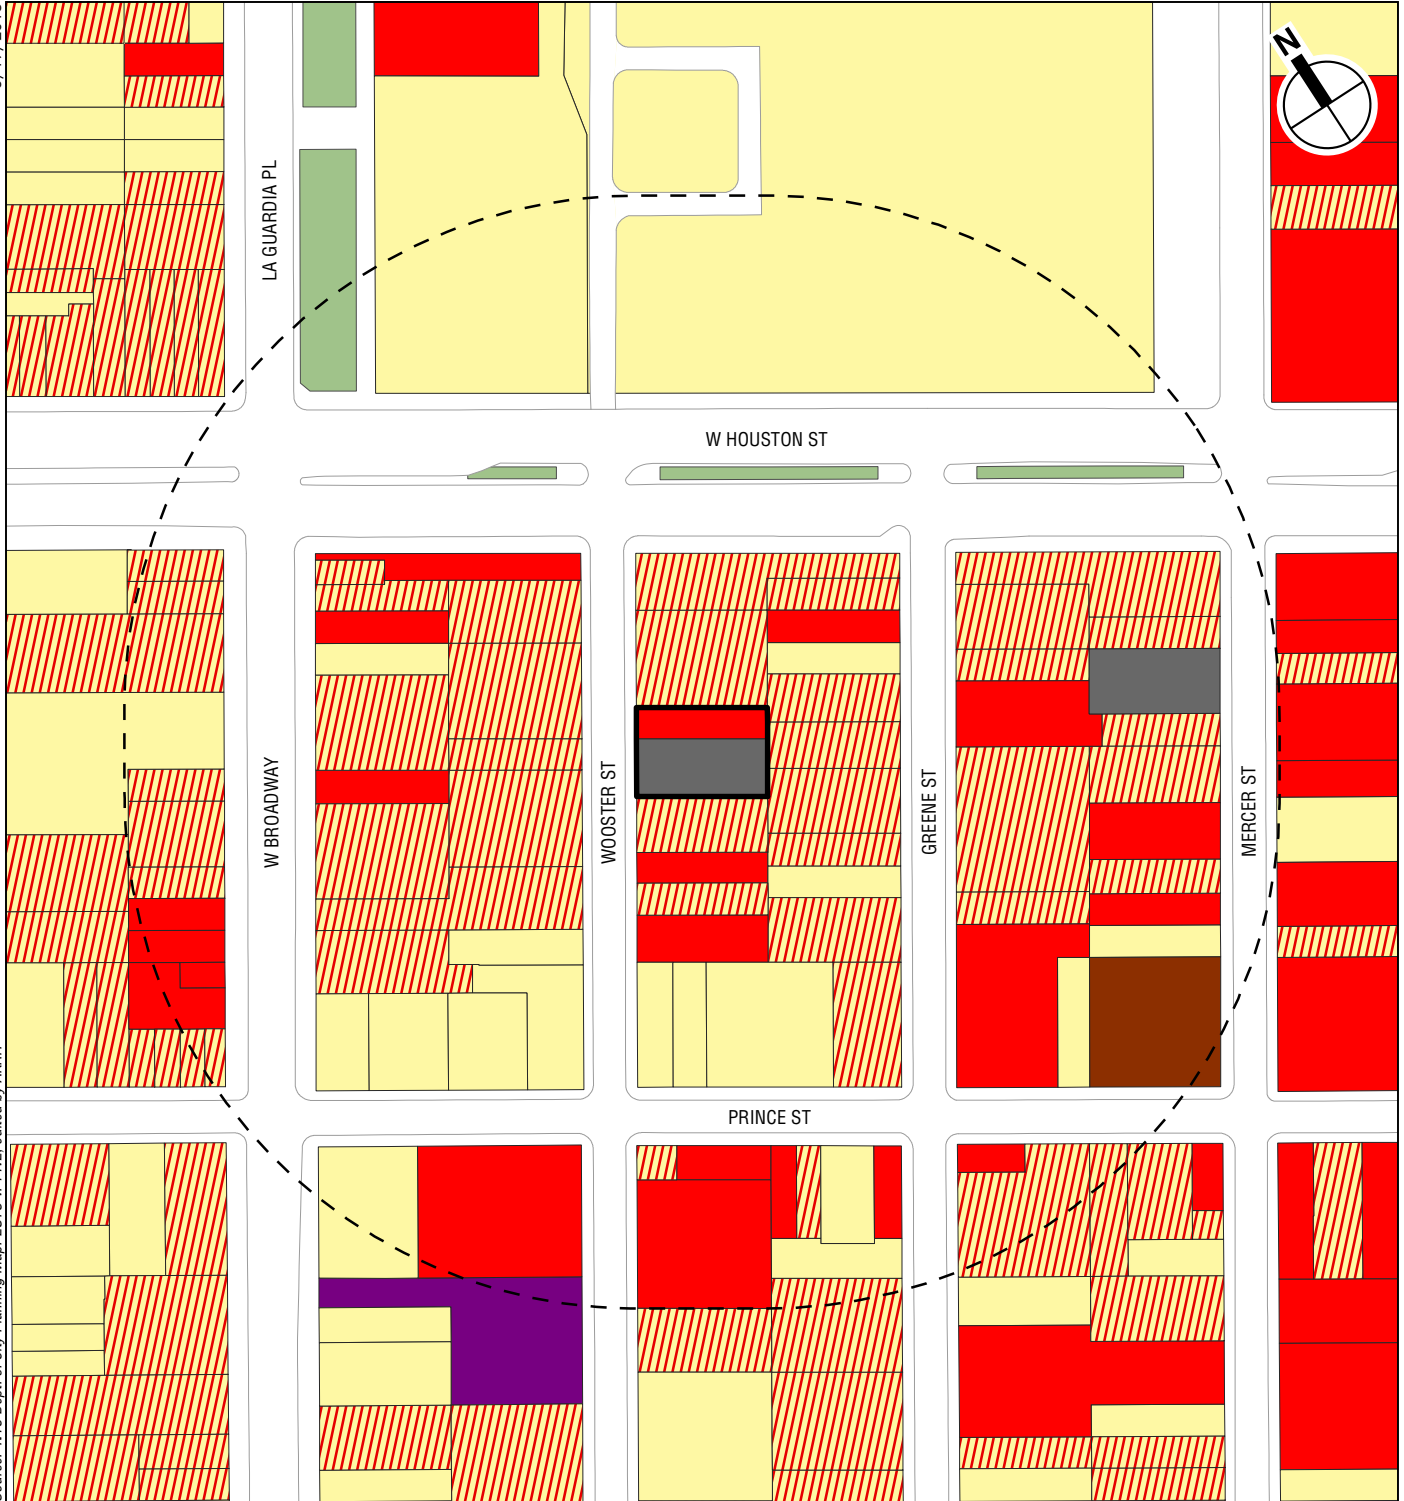 N
LA GUARDIA PL
W HOUSTON ST
W BROADWAY
WOOSTER ST
GREENE ST
MERCER ST
PRINCE ST